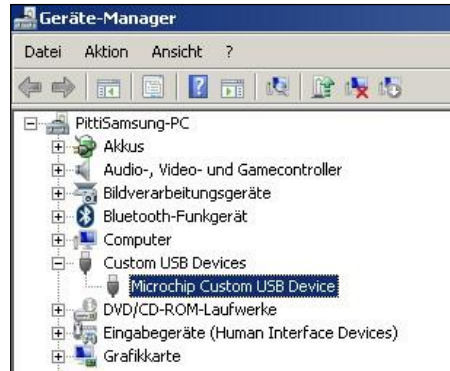 Geräte-Manager
Datei Aktion Ansicht ?
PittiSamsung-PC
Akkus
Audio-, Video- und Gamecontroller
Bildverarbeitungsgeräte
Bluetooth-Funkgerät
Computer
Custom USB Devices
Microchip Custom USB Device
DVD/CD-ROM-Laufwerke
Eingabegeräte (Human Interface Devices)
Grafikkarte